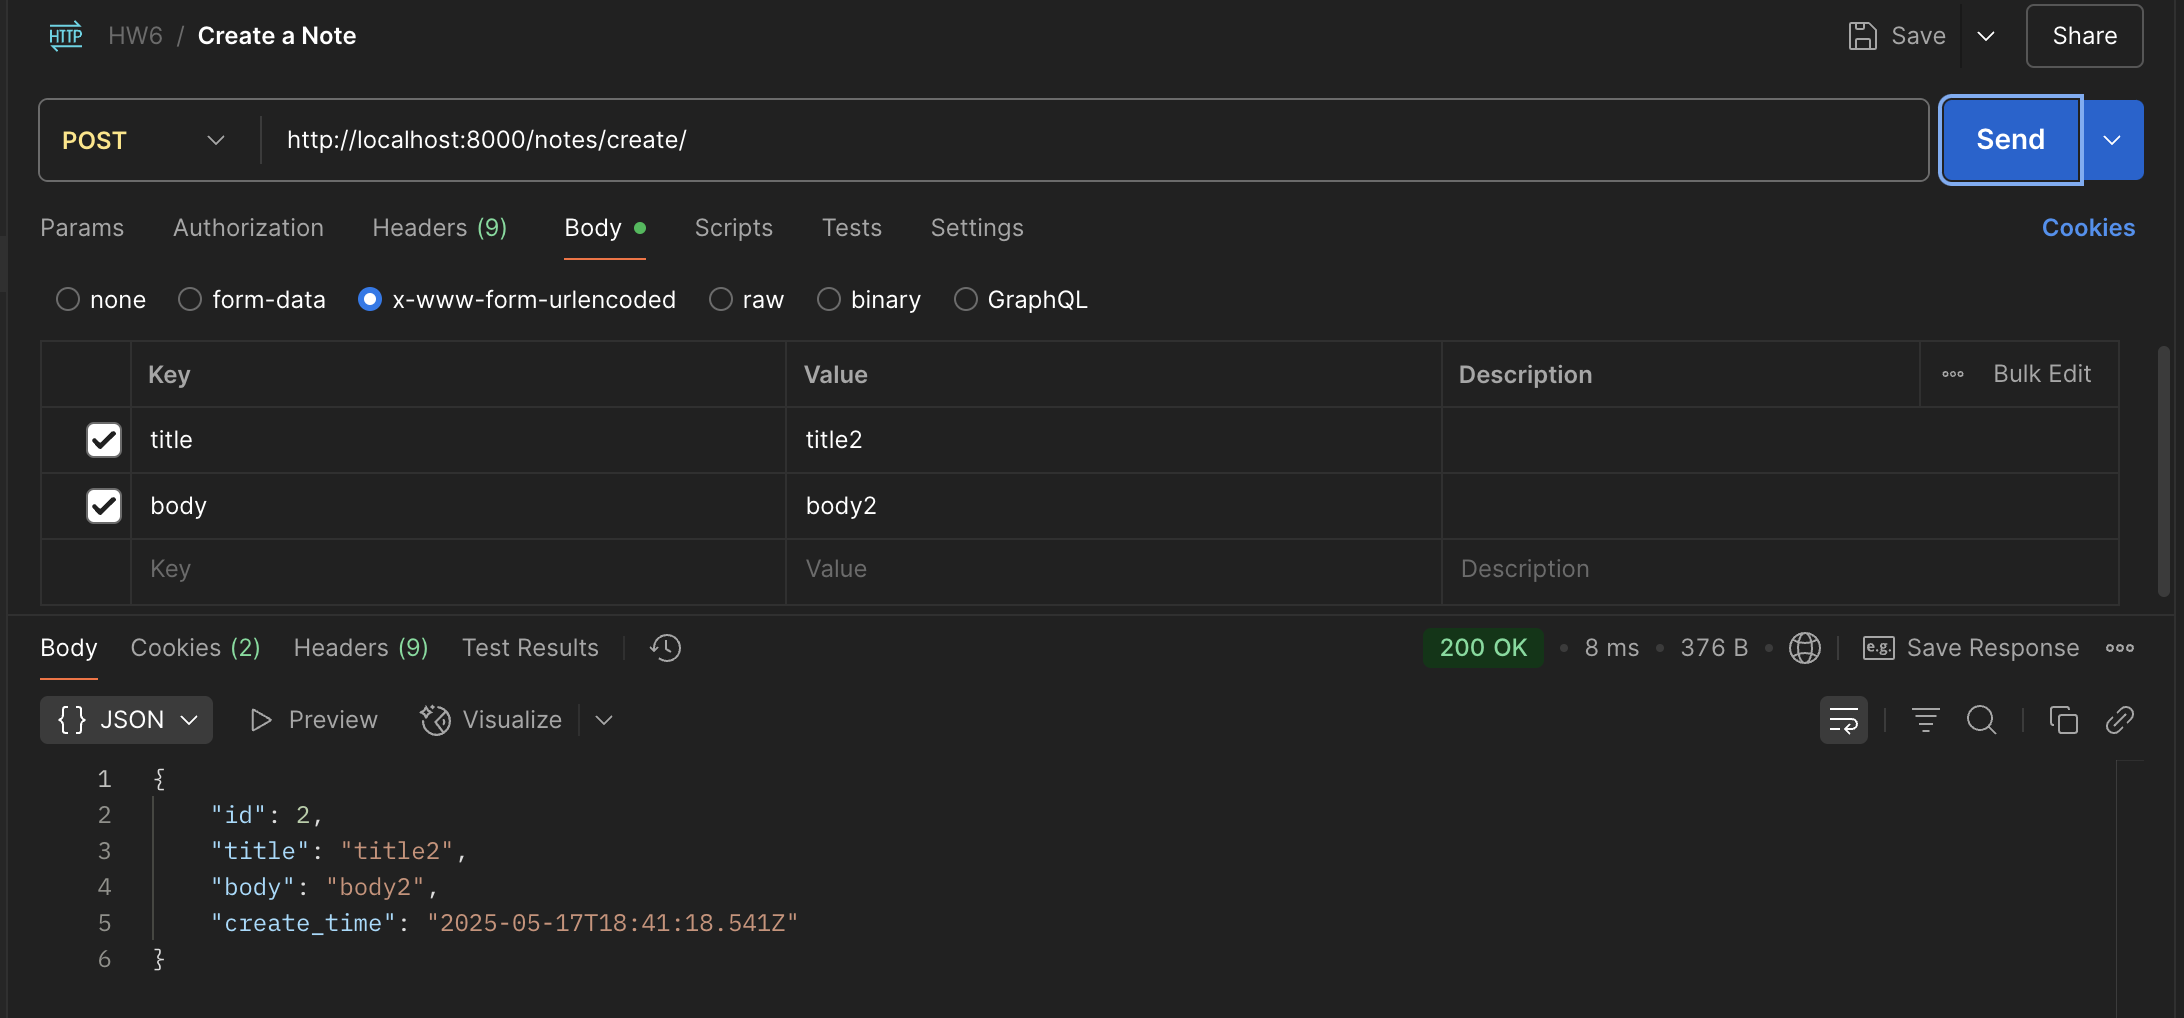 HTTP HW6 / Create a Note Save Share
POST http://localhost:8000/notes/create/ Send
Params Authorization Headers (9) Body Scripts Tests Settings Cookies
none form-data x-www-form-urlencoded raw binary GraphQL
Key Value Description Bulk Edit
title title2
body body2
Key Value Description
Body Cookies (2) Headers (9) Test Results 200 OK • 8 ms • 376 B • e.g. Save Response
{} JSON Preview Visualize
1 {
2 "id": 2,
3 "title": "title2",
4 "body": "body2",
5 "create_time": "2025-05-17T18:41:18.541Z"
6 }